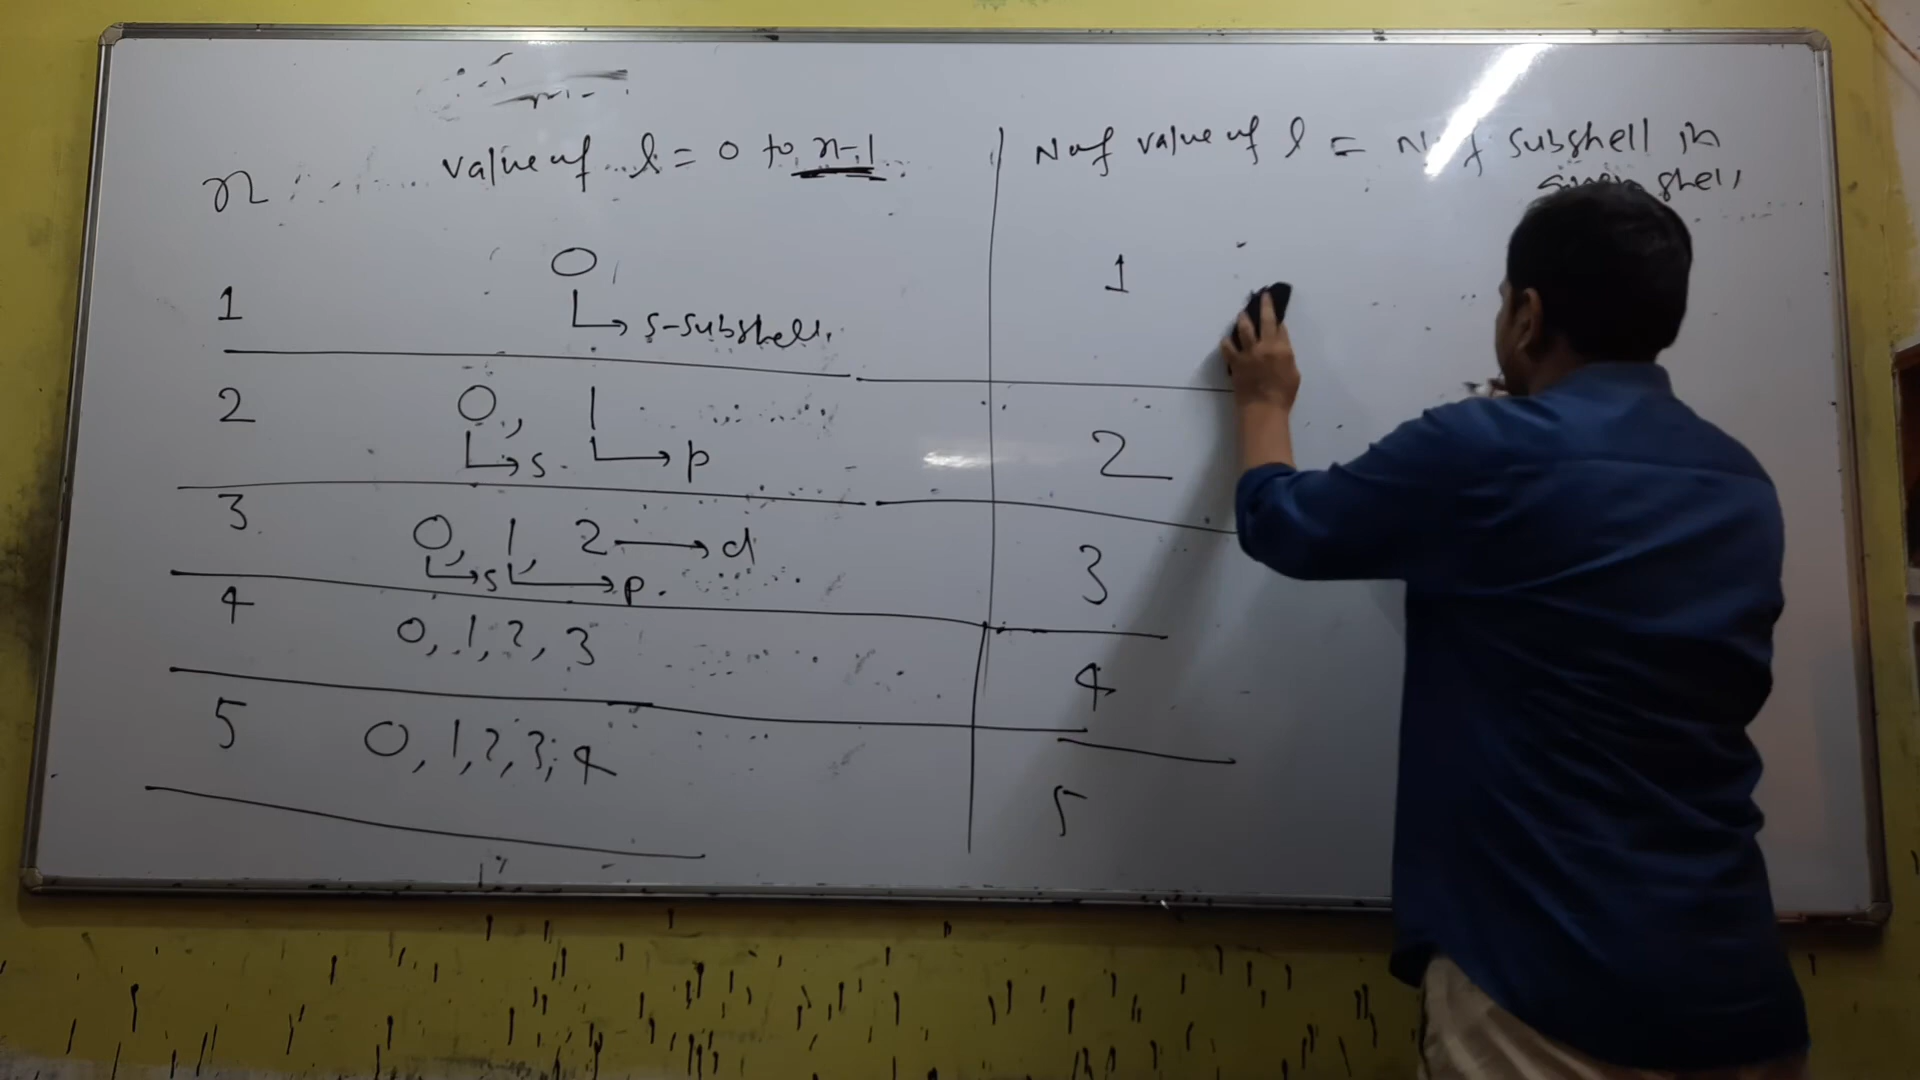 n value of l = 0 to n-1 No of value of l = No of subshell in
given shell
1 0, 1
s-subshell.
2 0, 1 2
s. p
3 0, 1, 2 → d 3
s p.
4 0, 1, 2, 3 4
5 0, 1, 2, 3, 4 5